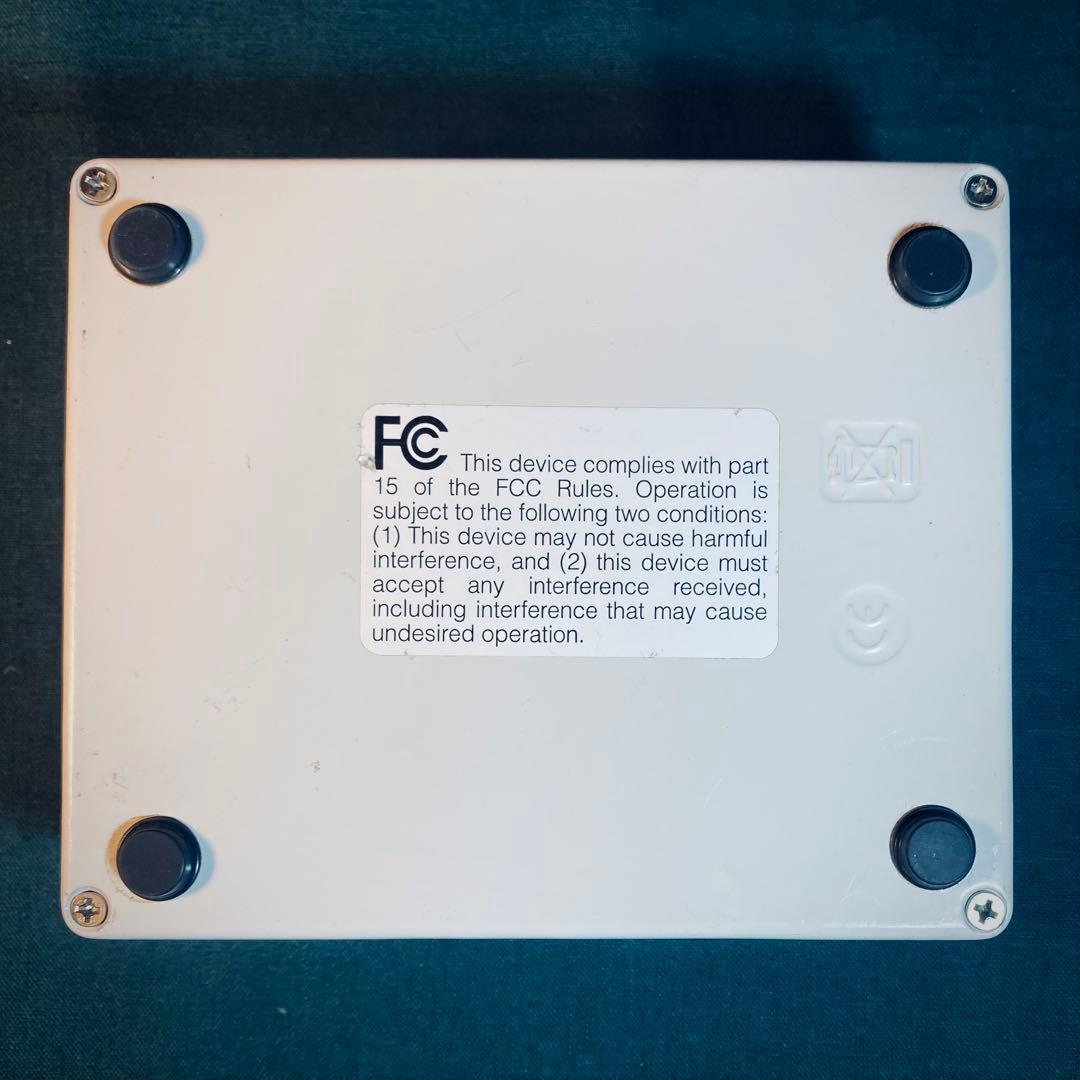 FC This device complies with part
15 of the FCC Rules. Operation is
subject to the following two conditions:
(1) This device may not cause harmful
interference, and (2) this device must
accept any interference received,
including interference that may cause
undesired operation.
CE